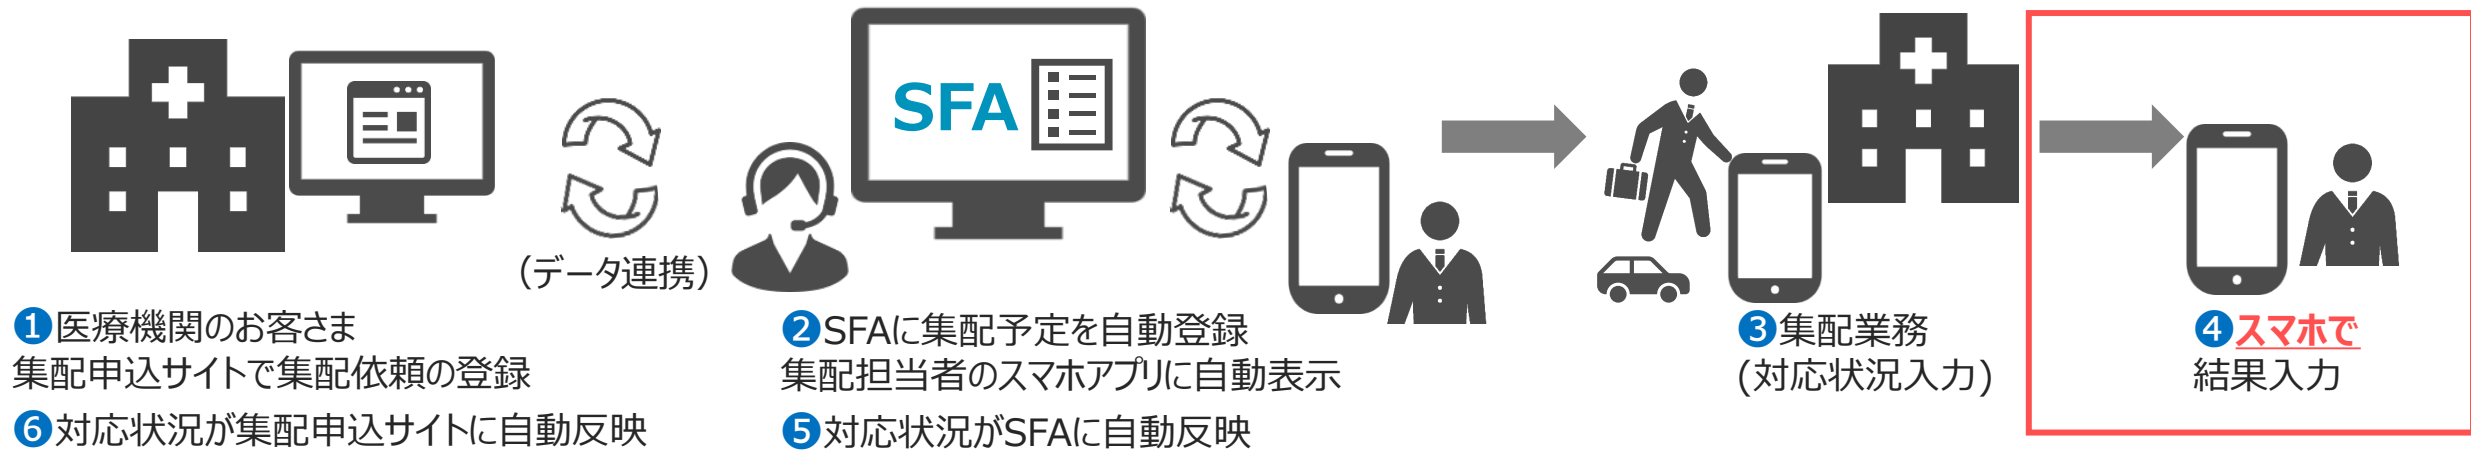 SFA
(データ連携)
❶医療機関のお客さま
集配申込サイトで集配依頼の登録
❻対応状況が集配申込サイトに自動反映
❷SFAに集配予定を自動登録
集配担当者のスマホアプリに自動表示
❺対応状況がSFAに自動反映
❸集配業務
(対応状況入力)
❹スマホで
結果入力